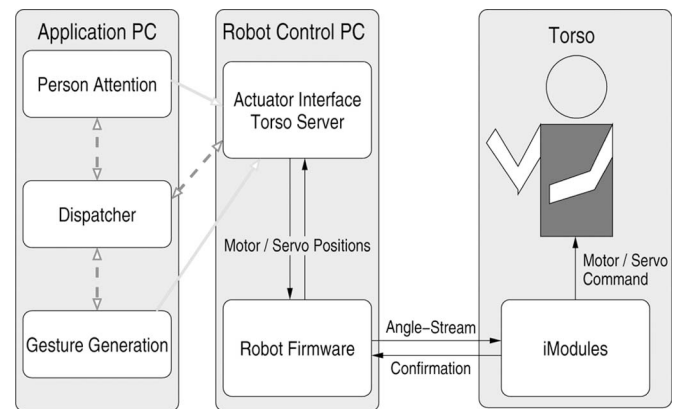 Application PC
Person Attention
Dispatcher
Gesture Generation
Robot Control PC
Actuator Interface
Torso Server
Motor / Servo Positions
Robot Firmware
Angle-Stream
Confirmation
Torso
Motor / Servo
Command
iModules